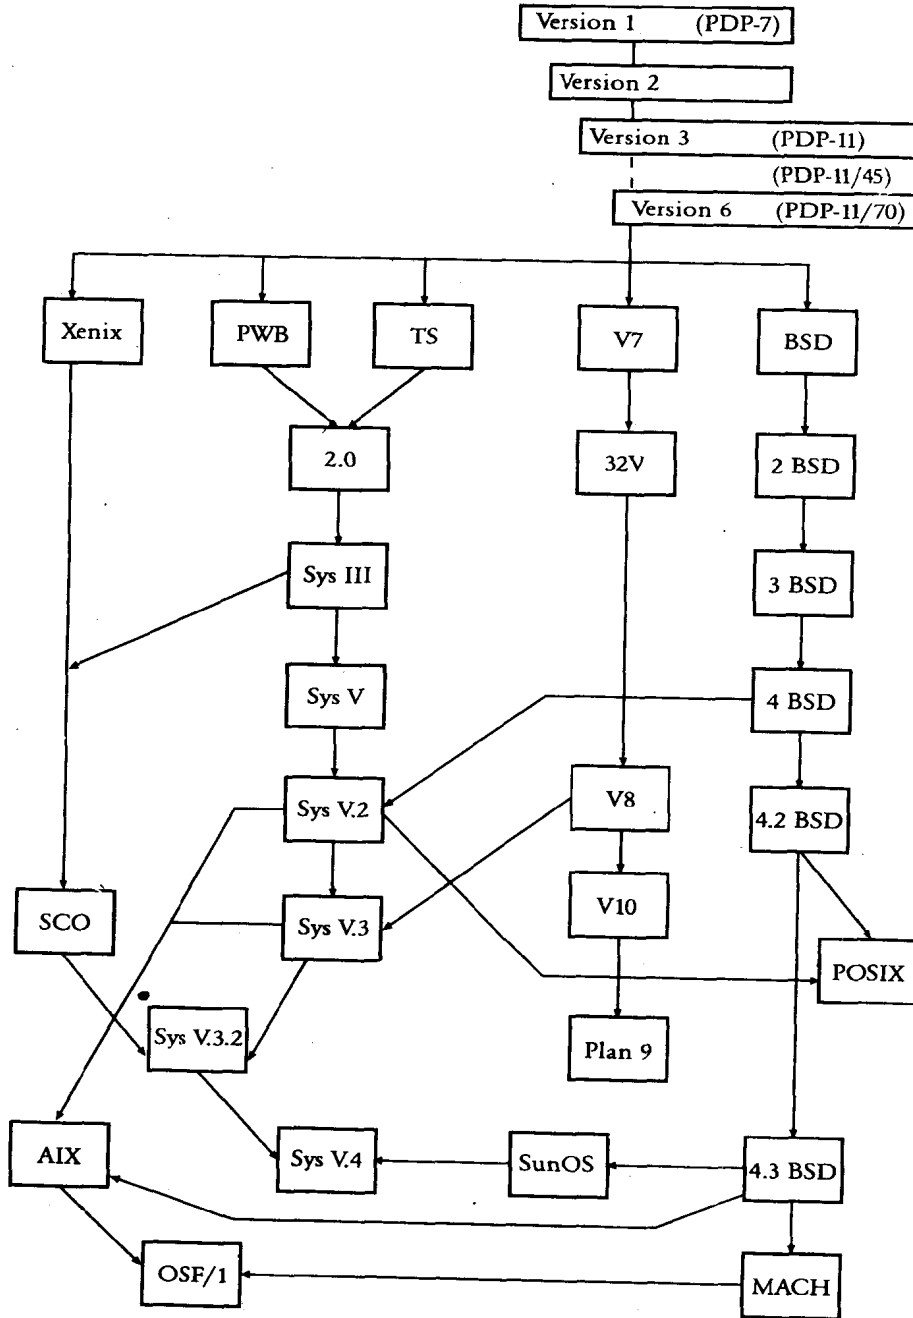 Version 1 (PDP-7)
Version 2
Version 3 (PDP-11)
(PDP-11/45)
Version 6 (PDP-11/70)
Xenix
PWB
TS
V7
BSD
2.0
32V
2 BSD
Sys III
3 BSD
Sys V
4 BSD
Sys V.2
V8
4.2 BSD
SCO
Sys V.3
V10
POSIX
Sys V.3.2
Plan 9
AIX
Sys V.4
SunOS
4.3 BSD
OSF/1
MACH